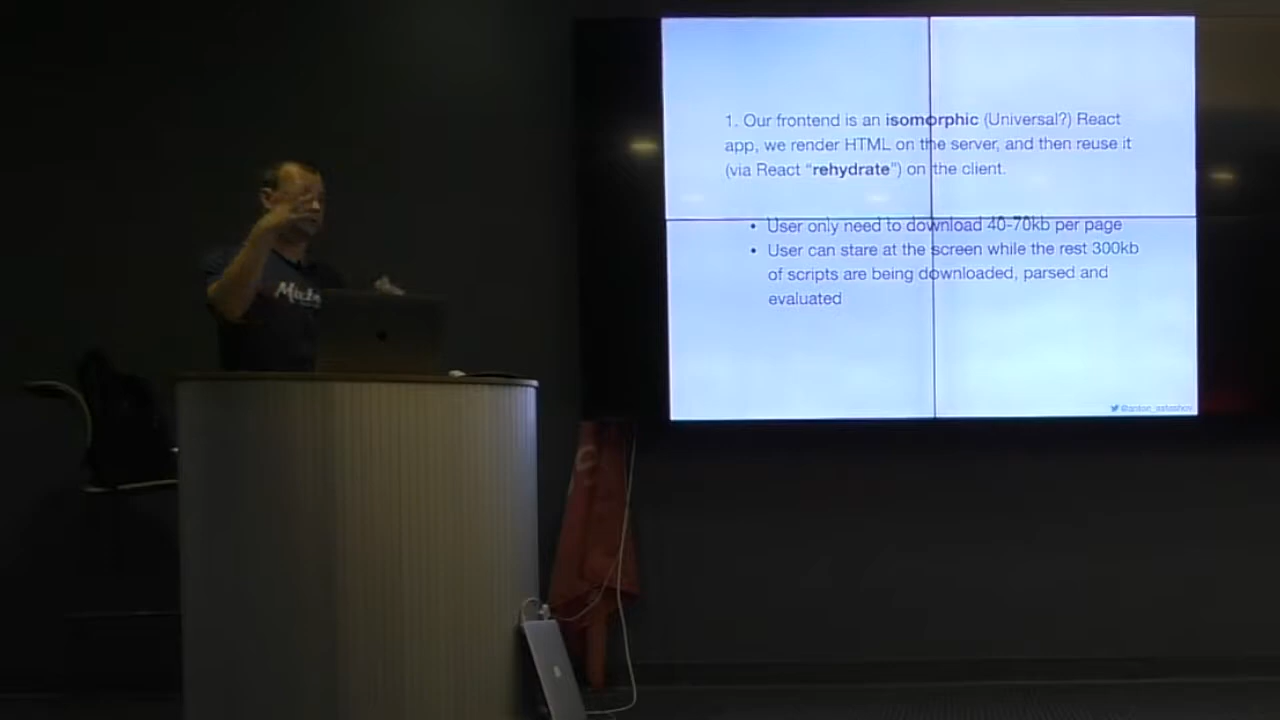 1. Our frontend is an isomorphic (Universal?) React
app, we render HTML on the server, and then reuse it
(via React “rehydrate”) on the client.
• User only need to download 40-70kb per page
• User can stare at the screen while the rest 300kb
of scripts are being downloaded, parsed and
evaluated